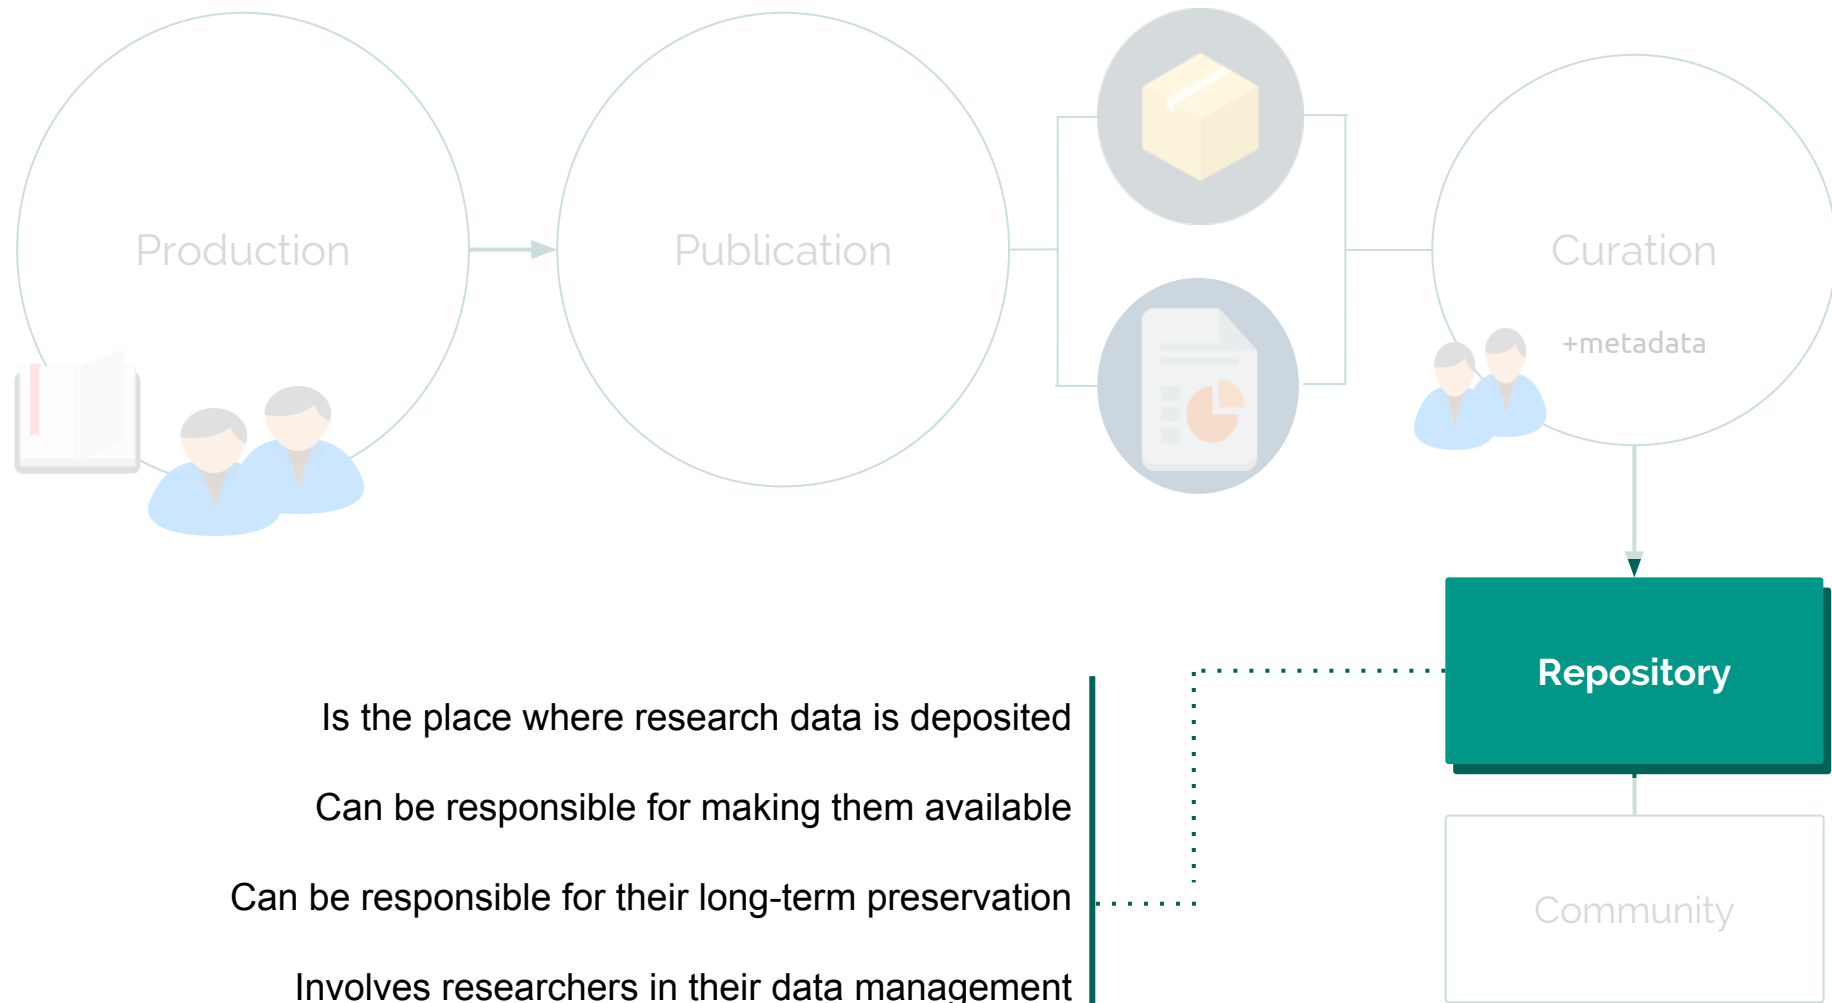 Production
Publication
Curation
+metadata
Repository
Is the place where research data is deposited
Can be responsible for making them available
Can be responsible for their long-term preservation
Involves researchers in their data management
Community